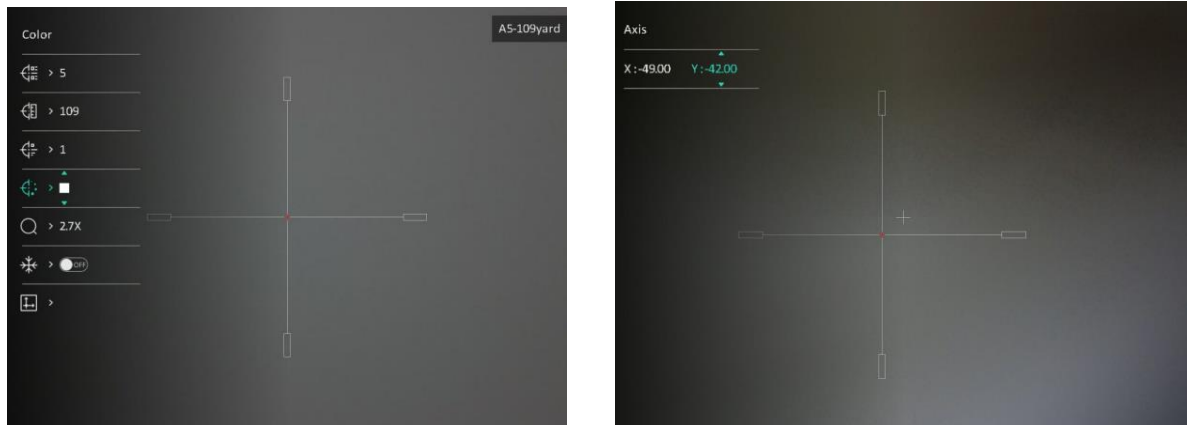 Color
A5-109yard
> 5
> 109
> 1
>
> 2.7X
> OFF
>
Axis
X :-49.00 Y :-42.00